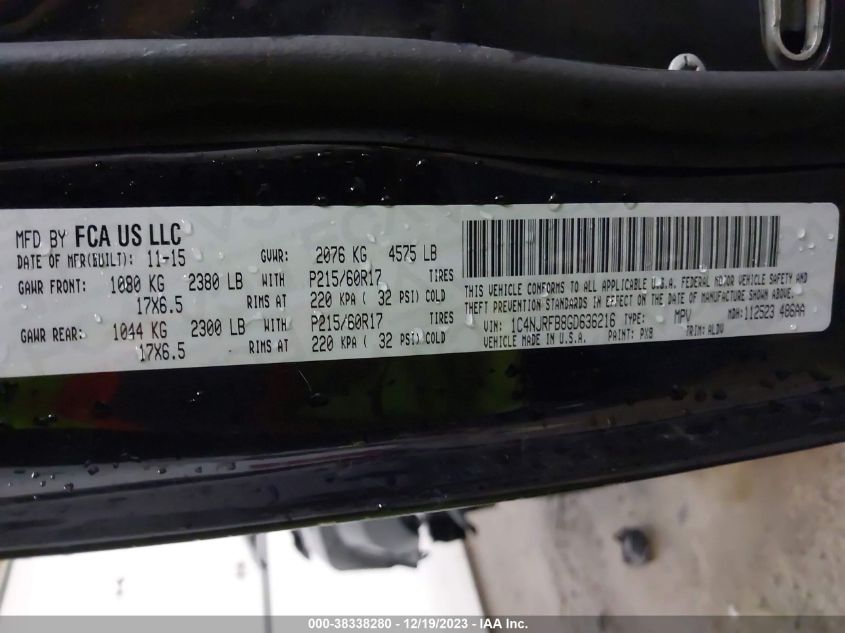 MFD BY FCA US LLC
DATE OF MFR(BUILT): 11-15 GVWR: 2076 KG 4575 LB
GAWR FRONT: 1080 KG 2380 LB WITH P215/60R17 TIRES
17X6.5 RIMS AT 220 KPA ( 32 PSI) COLD
GAWR REAR: 1044 KG 2300 LB WITH P215/60R17 TIRES
17X6.5 RIMS AT 220 KPA ( 32 PSI) COLD
THIS VEHICLE CONFORMS TO ALL APPLICABLE U.S.A. FEDERAL MOTOR VEHICLE SAFETY AND
THEFT PREVENTION STANDARDS IN EFFECT ON THE DATE OF MANUFACTURE SHOWN ABOVE.
VIN: 1C4NJRFB8GD636216 TYPE: MPV MDH: 112523 486AA
VEHICLE MADE IN U.S.A. PAINT: PX8 TRIM: ALDV
000-38338280 - 12/19/2023 - IAA Inc.